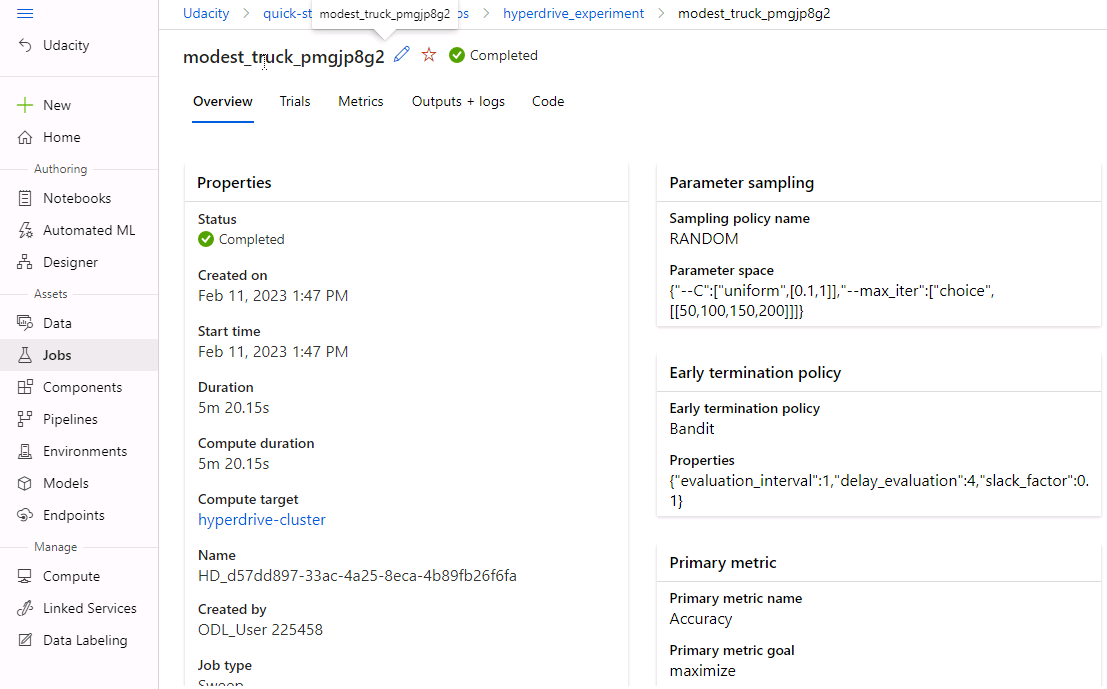 Udacity
New
Home
Authoring
Notebooks
Automated ML
Designer
Assets
Data
Jobs
Components
Pipelines
Environments
Models
Endpoints
Manage
Compute
Linked Services
Data Labeling
Udacity > quick-st > hyperdrive_experiment > modest_truck_pmgjp8g2
modest_truck_pmgjp8g2
modest_truck_pmgjp8g2 Completed
Overview Trials Metrics Outputs + logs Code
Properties
Status
Completed
Created on
Feb 11, 2023 1:47 PM
Start time
Feb 11, 2023 1:47 PM
Duration
5m 20.15s
Compute duration
5m 20.15s
Compute target
hyperdrive-cluster
Name
HD_d57dd897-33ac-4a25-8eca-4b89fb26f6fa
Created by
ODL_User 225458
Job type
Sweep
Parameter sampling
Sampling policy name
RANDOM
Parameter space
{"--C":["uniform",[0.1,1]],"--max_iter":["choice",
[[50,100,150,200]]]}
Early termination policy
Early termination policy
Bandit
Properties
{"evaluation_interval":1,"delay_evaluation":4,"slack_factor":0.
1}
Primary metric
Primary metric name
Accuracy
Primary metric goal
maximize